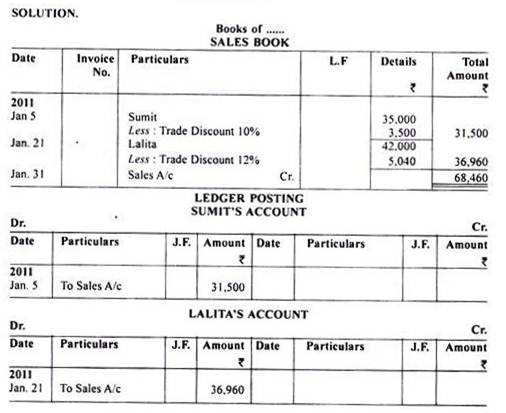 SOLUTION.
Books of ......
SALES BOOK
Date Invoice No. Particulars L.F Details ₹ Total Amount ₹
2011
Jan 5 Sumit 35,000
Less : Trade Discount 10% 3,500 31,500
Jan. 21 Lalita 42,000
Less : Trade Discount 12% 5,040 36,960
Jan. 31 Sales A/c Cr. 68,460
LEDGER POSTING
SUMIT'S ACCOUNT
Dr. Cr.
Date Particulars J.F. Amount ₹ Date Particulars J.F. Amount ₹
2011
Jan. 5 To Sales A/c 31,500
LALITA'S ACCOUNT
Dr. Cr.
Date Particulars J.F. Amount ₹ Date Particulars J.F. Amount ₹
2011
Jan. 21 To Sales A/c 36,960